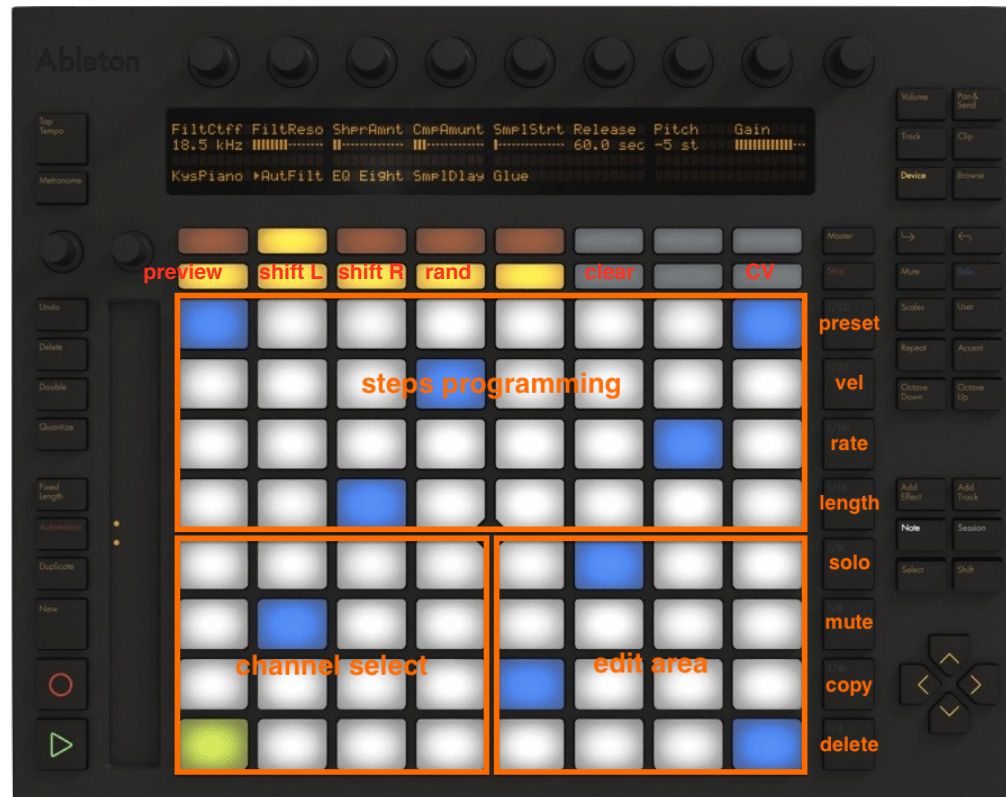 Ableton
Tap
Tempo
Metronome
Undo
Delete
Double
Quantize
Fixed
Length
Automation
Duplicate
New
FiltCtff FiltReso ShprAmnt CmpAmunt SmplStrt Release Pitch Gain
18.5 kHz 60.0 sec -5 st
KysPiano AutFilt EQ Eight SmplDlay Glue
preview shift L shift R rand clear CV
steps programming
channel select
edit area
Master
Stop
preset
vel
rate
length
solo
mute
copy
delete
Volume
Pan &
Send
Track
Clip
Device
Browse
Mute
Solo
Scales
User
Repeat
Accent
Octave
Down
Octave
Up
Add
Effect
Add
Track
Note
Session
Select
Shift